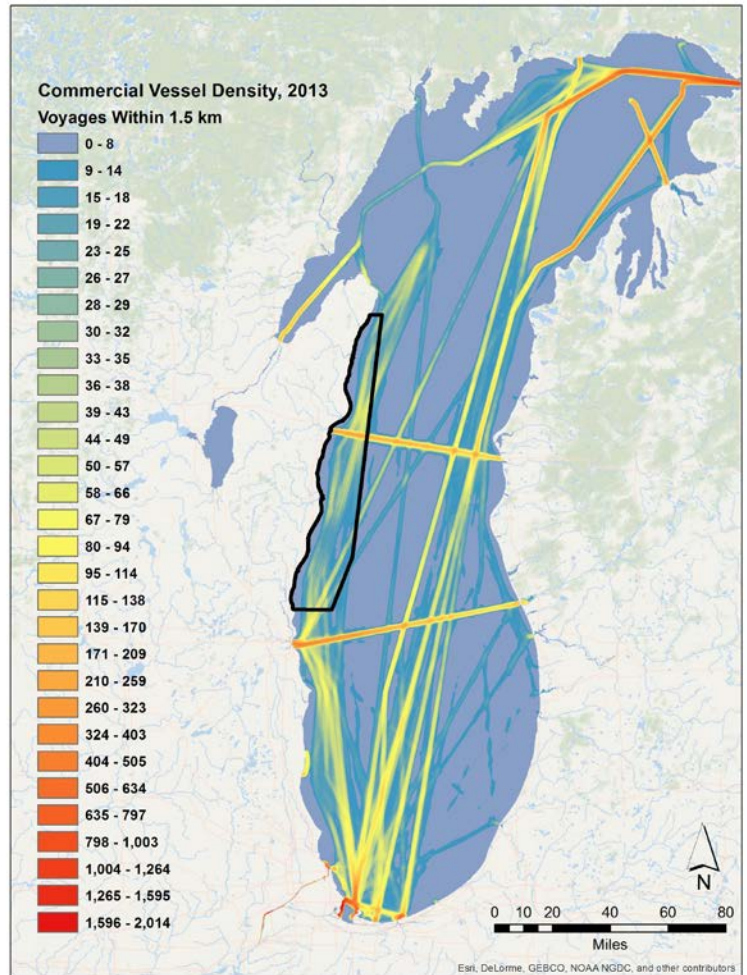 Commercial Vessel Density, 2013
Voyages Within 1.5 km
0 - 8
9 - 14
15 - 18
19 - 22
23 - 25
26 - 27
28 - 29
30 - 32
33 - 35
36 - 38
39 - 43
44 - 49
50 - 57
58 - 66
67 - 79
80 - 94
95 - 114
115 - 138
139 - 170
171 - 209
210 - 259
260 - 323
324 - 403
404 - 505
506 - 634
635 - 797
798 - 1,003
1,004 - 1,264
1,265 - 1,595
1,596 - 2,014
N
0 10 20 40 60 80
Miles
Esri, DeLorme, GEBCO, NOAA NGDC, and other contributors